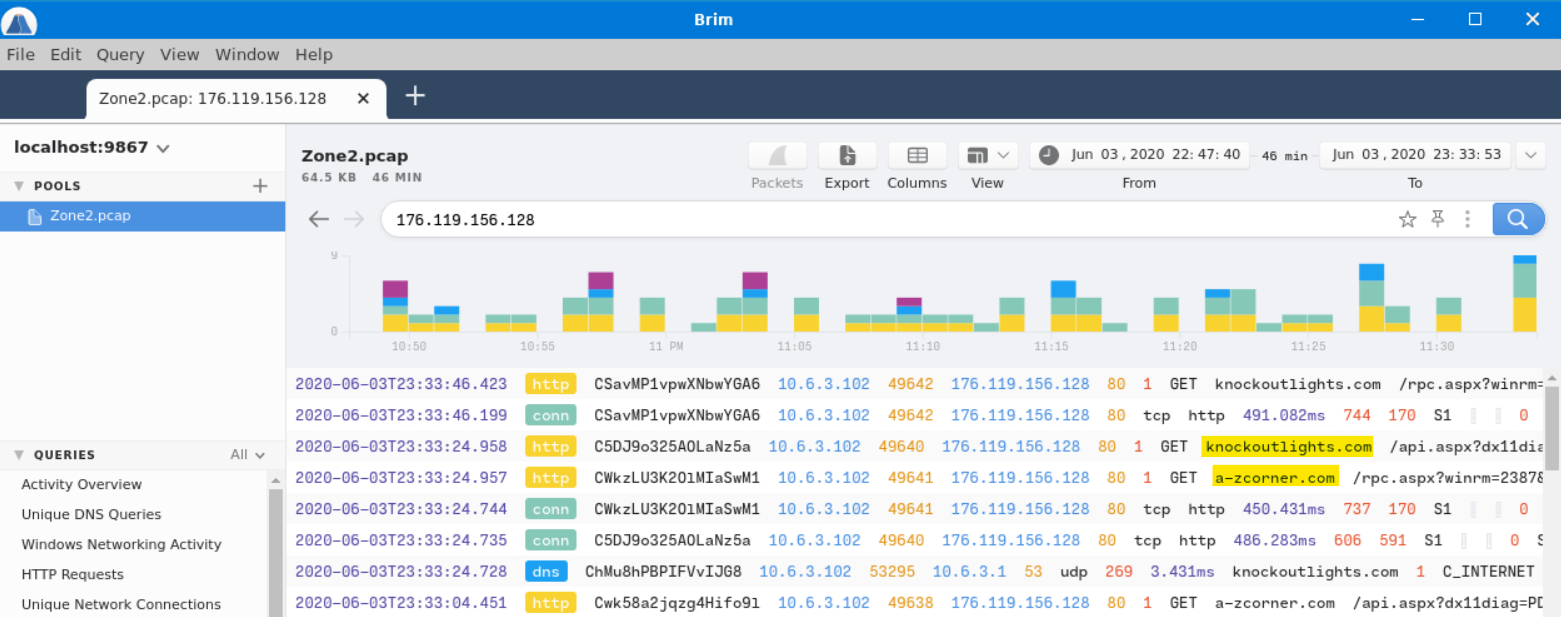 Brim
File Edit Query View Window Help
Zone2.pcap: 176.119.156.128
localhost:9867
POOLS
Zone2.pcap
Zone2.pcap
64.5 KB 46 MIN
Packets Export Columns View
Jun 03 , 2020 22: 47: 40 46 min Jun 03 , 2020 23: 33: 53
From To
176.119.156.128
9
0
10:50 10:55 11 PM 11:05 11:10 11:15 11:20 11:25 11:30
QUERIES All
Activity Overview
Unique DNS Queries
Windows Networking Activity
HTTP Requests
Unique Network Connections
2020-06-03T23:33:46.423 http CSavMP1vpwXNbwYGA6 10.6.3.102 49642 176.119.156.128 80 1 GET knockoutlights.com /rpc.aspx?winrm=
2020-06-03T23:33:46.199 conn CSavMP1vpwXNbwYGA6 10.6.3.102 49642 176.119.156.128 80 tcp http 491.082ms 744 170 S1 0
2020-06-03T23:33:24.958 http C5DJ9o325AOLaNz5a 10.6.3.102 49640 176.119.156.128 80 1 GET knockoutlights.com /api.aspx?dx11dia
2020-06-03T23:33:24.957 http CWkzLU3K2OlMIaSwM1 10.6.3.102 49641 176.119.156.128 80 1 GET a-zcorner.com /rpc.aspx?winrm=2387&
2020-06-03T23:33:24.744 conn CWkzLU3K2OlMIaSwM1 10.6.3.102 49641 176.119.156.128 80 tcp http 450.431ms 737 170 S1 0
2020-06-03T23:33:24.735 conn C5DJ9o325AOLaNz5a 10.6.3.102 49640 176.119.156.128 80 tcp http 486.283ms 606 591 S1 0 S
2020-06-03T23:33:24.728 dns ChMu8hPBPIFVvIJG8 10.6.3.102 53295 10.6.3.1 53 udp 269 3.431ms knockoutlights.com 1 C_INTERNET
2020-06-03T23:33:04.451 http Cwk58a2jqzg4Hifo9l 10.6.3.102 49638 176.119.156.128 80 1 GET a-zcorner.com /api.aspx?dx11diag=PD